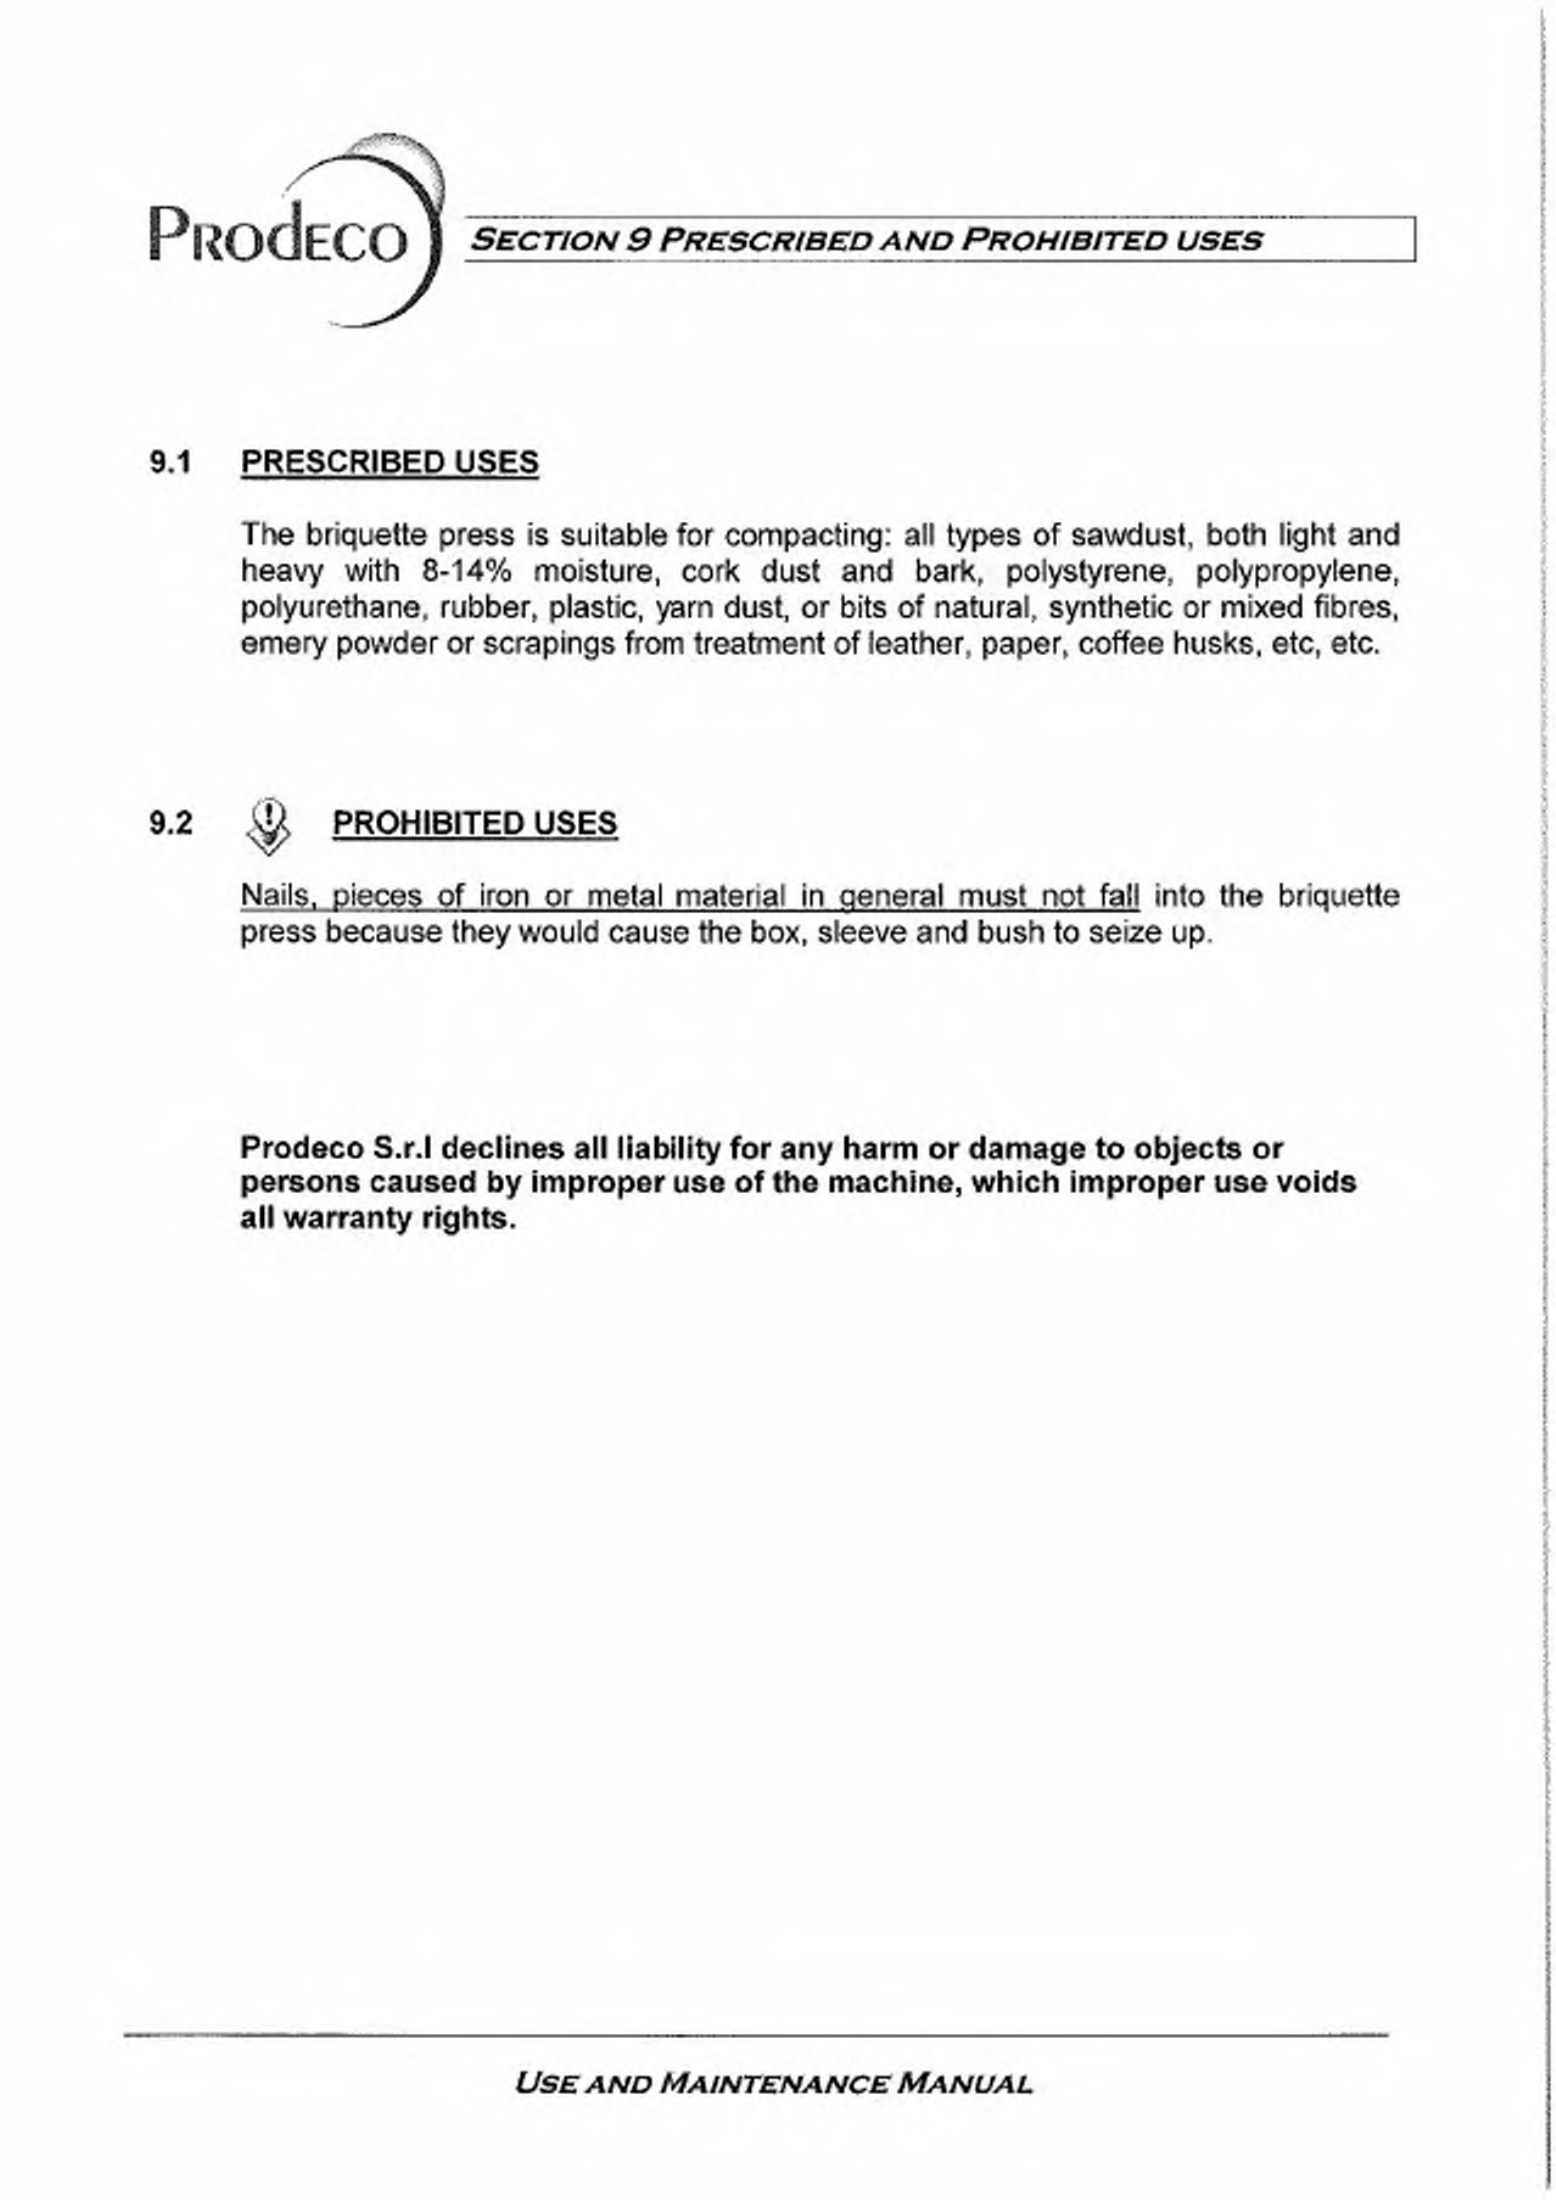 PRODECO
SECTION 9 PRESCRIBED AND PROHIBITED USES
9.1 PRESCRIBED USES
The briquette press is suitable for compacting: all types of sawdust, both light and
heavy with 8-14% moisture, cork dust and bark, polystyrene, polypropylene,
polyurethane, rubber, plastic, yarn dust, or bits of natural, synthetic or mixed fibres,
emery powder or scrapings from treatment of leather, paper, coffee husks, etc, etc.
9.2 ! PROHIBITED USES
Nails, pieces of iron or metal material in general must not fall into the briquette
press because they would cause the box, sleeve and bush to seize up.
Prodeco S.r.l declines all liability for any harm or damage to objects or
persons caused by improper use of the machine, which improper use voids
all warranty rights.
USE AND MAINTENANCE MANUAL